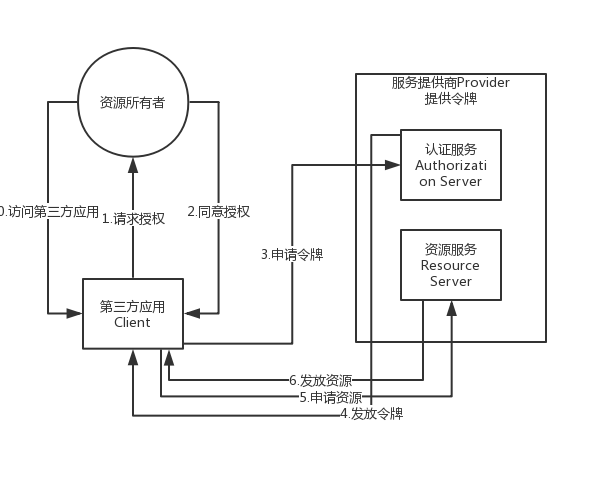 资源所有者
服务提供商Provider
提供令牌
认证服务
Authorizati
on Server
0.访问第三方应用
1.请求授权
2.同意授权
3.申请令牌
资源服务
Resource
Server
第三方应用
Client
6.发放资源
5.申请资源
4.发放令牌